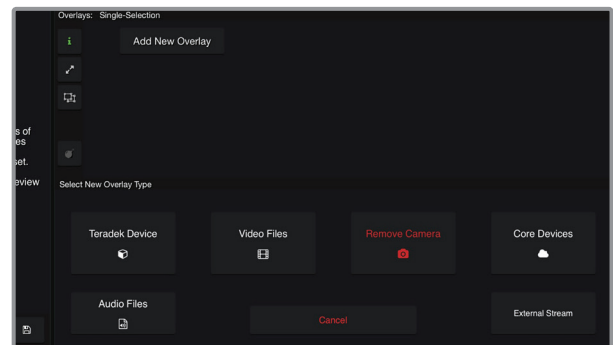 Overlays: Single-Selection
i
Add New Overlay
s of
es
set.
eview
Select New Overlay Type
Teradek Device
Video Files
Remove Camera
Core Devices
Audio Files
Cancel
External Stream